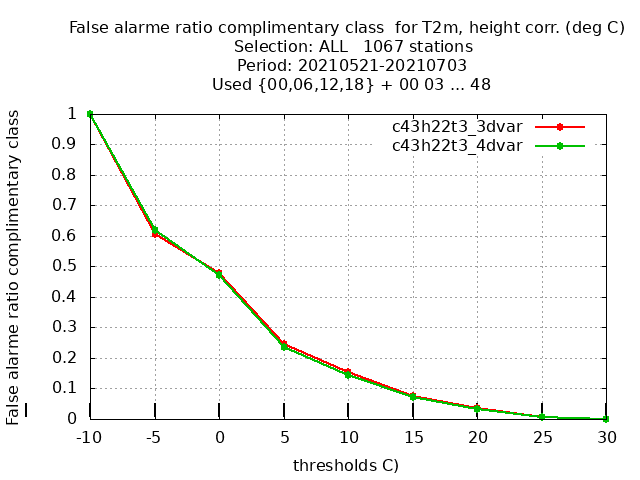 False alarme ratio complimentary class  for T2m, height corr. (deg C)
Selection: ALL   1067 stations
Period: 20210521-20210703
Used {00,06,12,18} + 00 03 ... 48
c43h22t3_3dvar
c43h22t3_4dvar
False alarme ratio complimentary class
1
0.9
0.8
0.7
0.6
0.5
0.4
0.3
0.2
0.1
0
-10 -5 0 5 10 15 20 25 30
thresholds C)